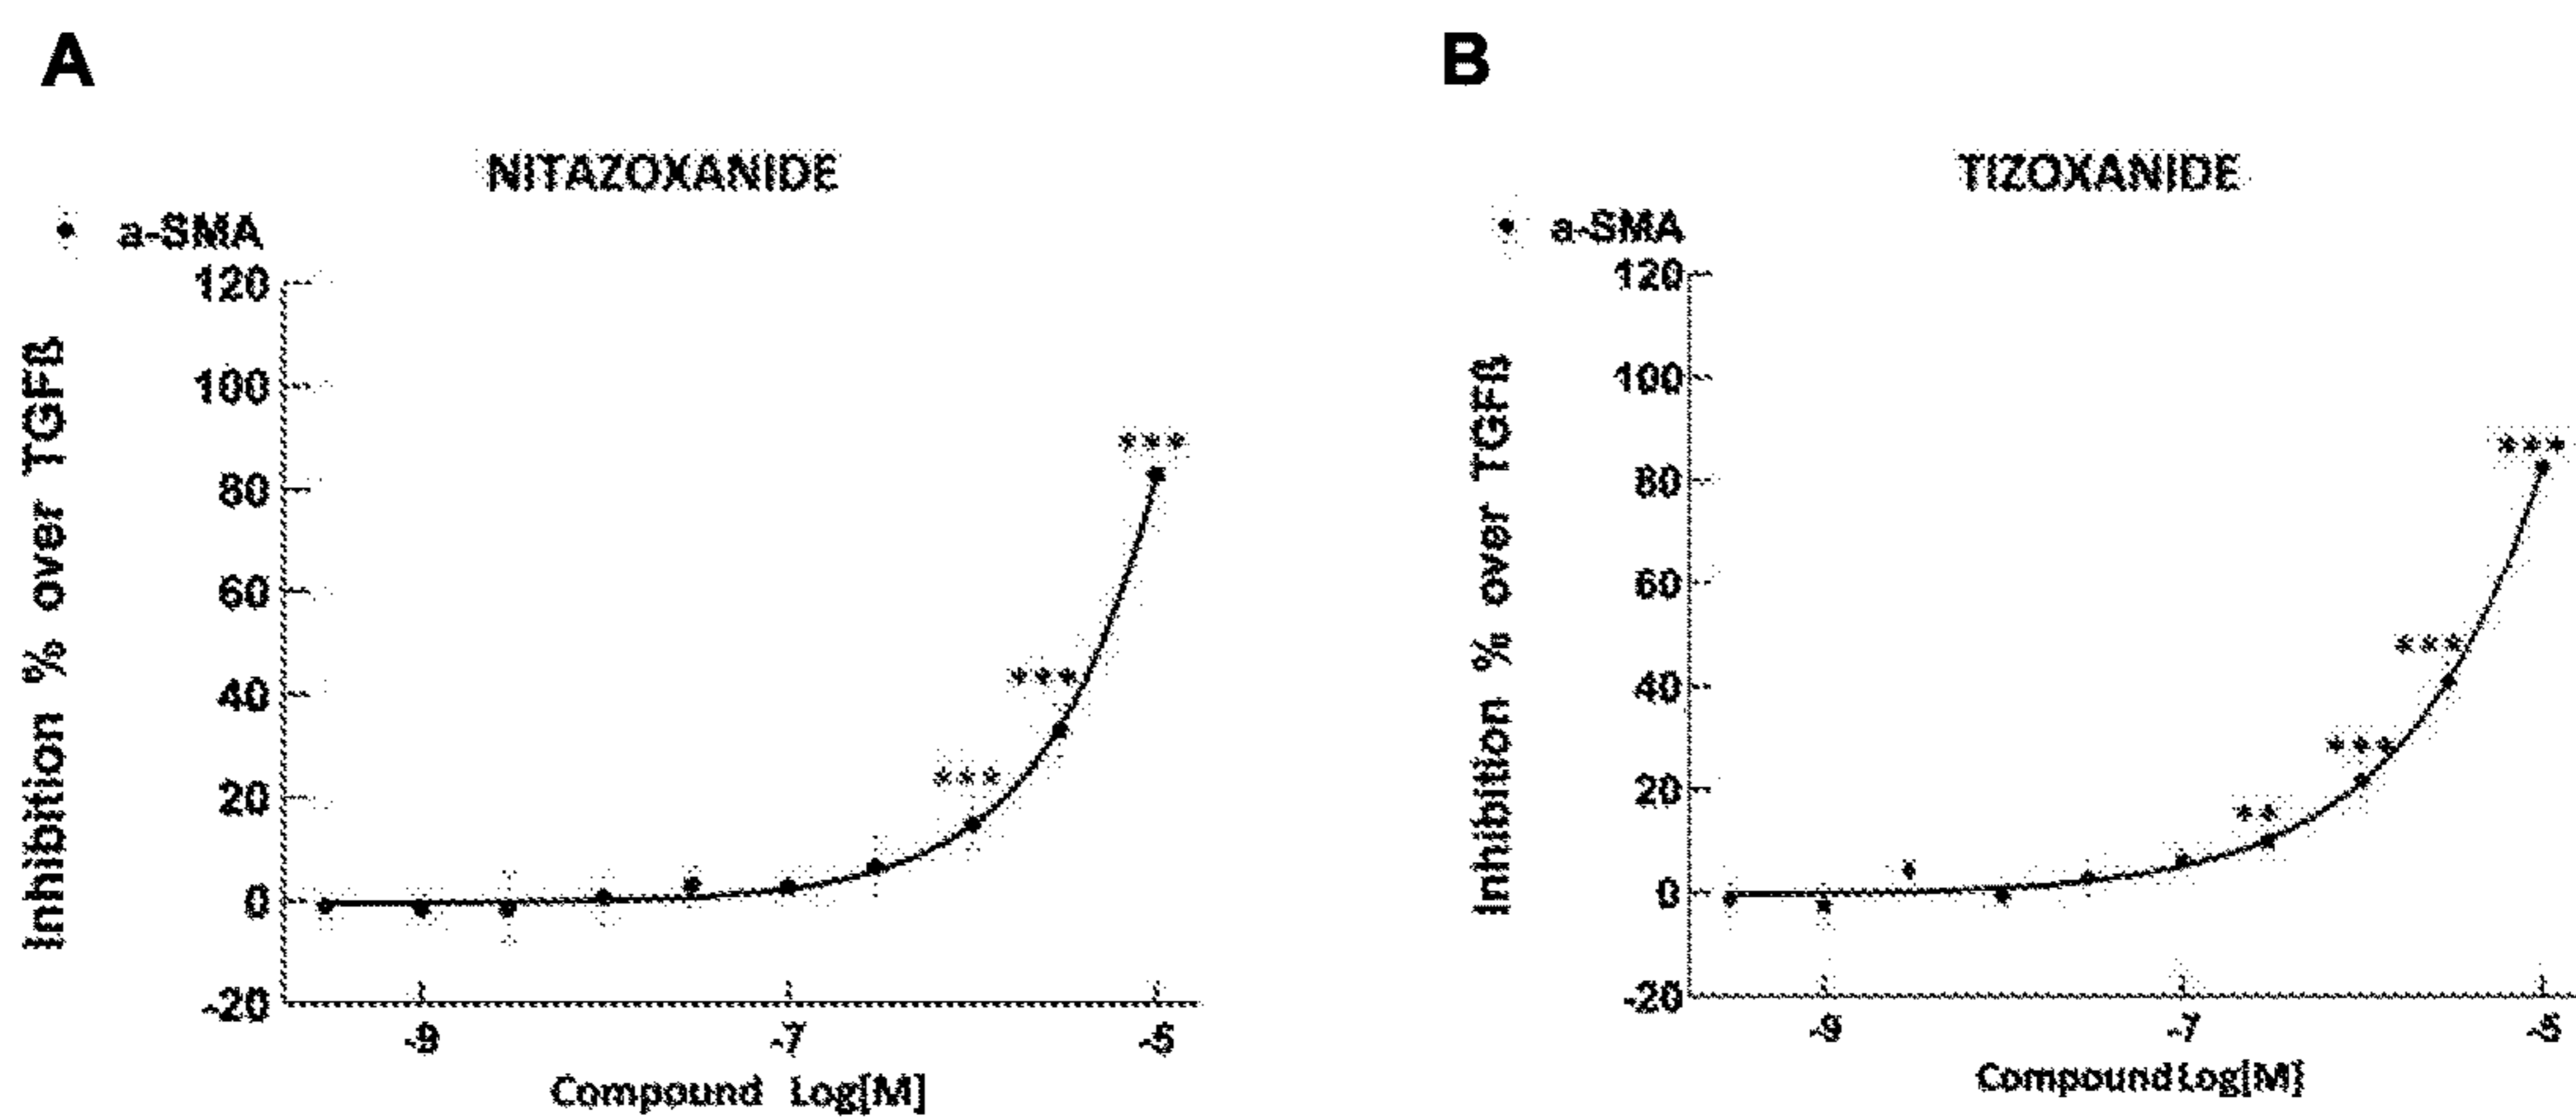 A
NITAZOXANIDE
a-SMA
120
100
80
60
40
20
0
-20
Inhibition % over TGFß
***
***
***
-9
-7
-5
Compound Log[M]
B
TIZOXANIDE
a-SMA
120
100
80
60
40
20
0
-20
Inhibition % over TGFß
***
***
***
**
-9
-7
-5
Compound Log[M]